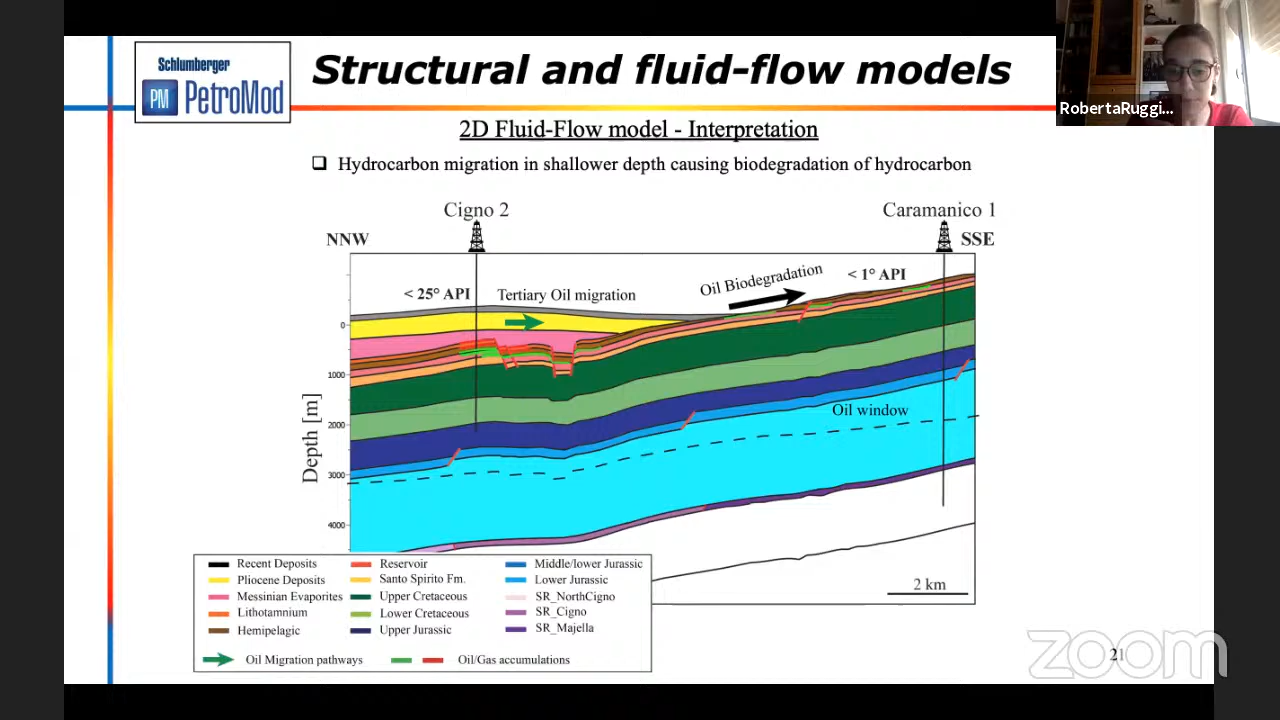 Schlumberger
PM PetroMod
Structural and fluid-flow models
RobertaRuggi...
2D Fluid-Flow model - Interpretation
Hydrocarbon migration in shallower depth causing biodegradation of hydrocarbon
Cigno 2
Caramanico 1
NNW
SSE
< 25° API
Tertiary Oil migration
Oil Biodegradation
< 1° API
0
1000
2000
3000
4000
Depth [m]
Oil window
2 km
Recent Deposits
Pliocene Deposits
Messinian Evaporites
Lithotamnium
Hemipelagic
Reservoir
Santo Spirito Fm.
Upper Cretaceous
Lower Cretaceous
Upper Jurassic
Middle/lower Jurassic
Lower Jurassic
SR_NorthCigno
SR_Cigno
SR_Majella
Oil Migration pathways
Oil/Gas accumulations
zoom
21